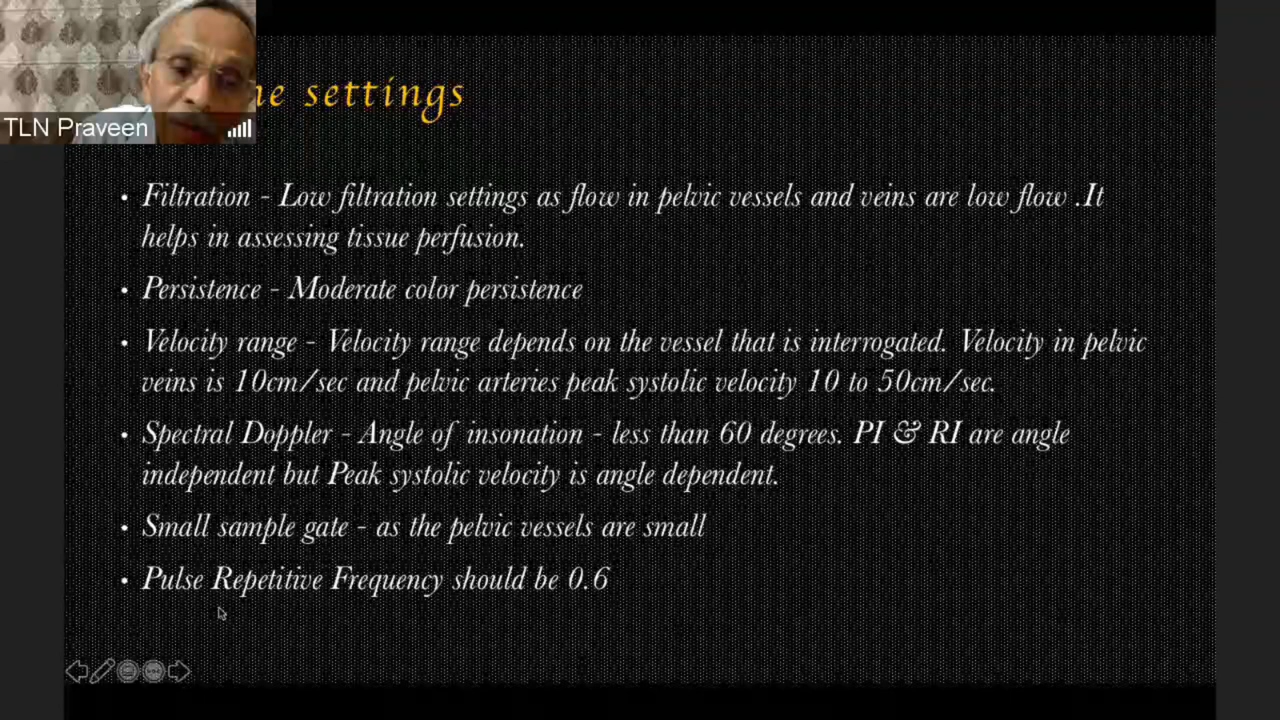 TLN Praveen
settings
• Filtration - Low filtration settings as flow in pelvic vessels and veins are low flow .It
helps in assessing tissue perfusion.
• Persistence - Moderate color persistence
• Velocity range - Velocity range depends on the vessel that is interrogated. Velocity in pelvic
veins is 10cm/sec and pelvic arteries peak systolic velocity 10 to 50cm/sec.
• Spectral Doppler - Angle of insonation - less than 60 degrees. PI & RI are angle
independent but Peak systolic velocity is angle dependent.
• Small sample gate - as the pelvic vessels are small
• Pulse Repetitive Frequency should be 0.6